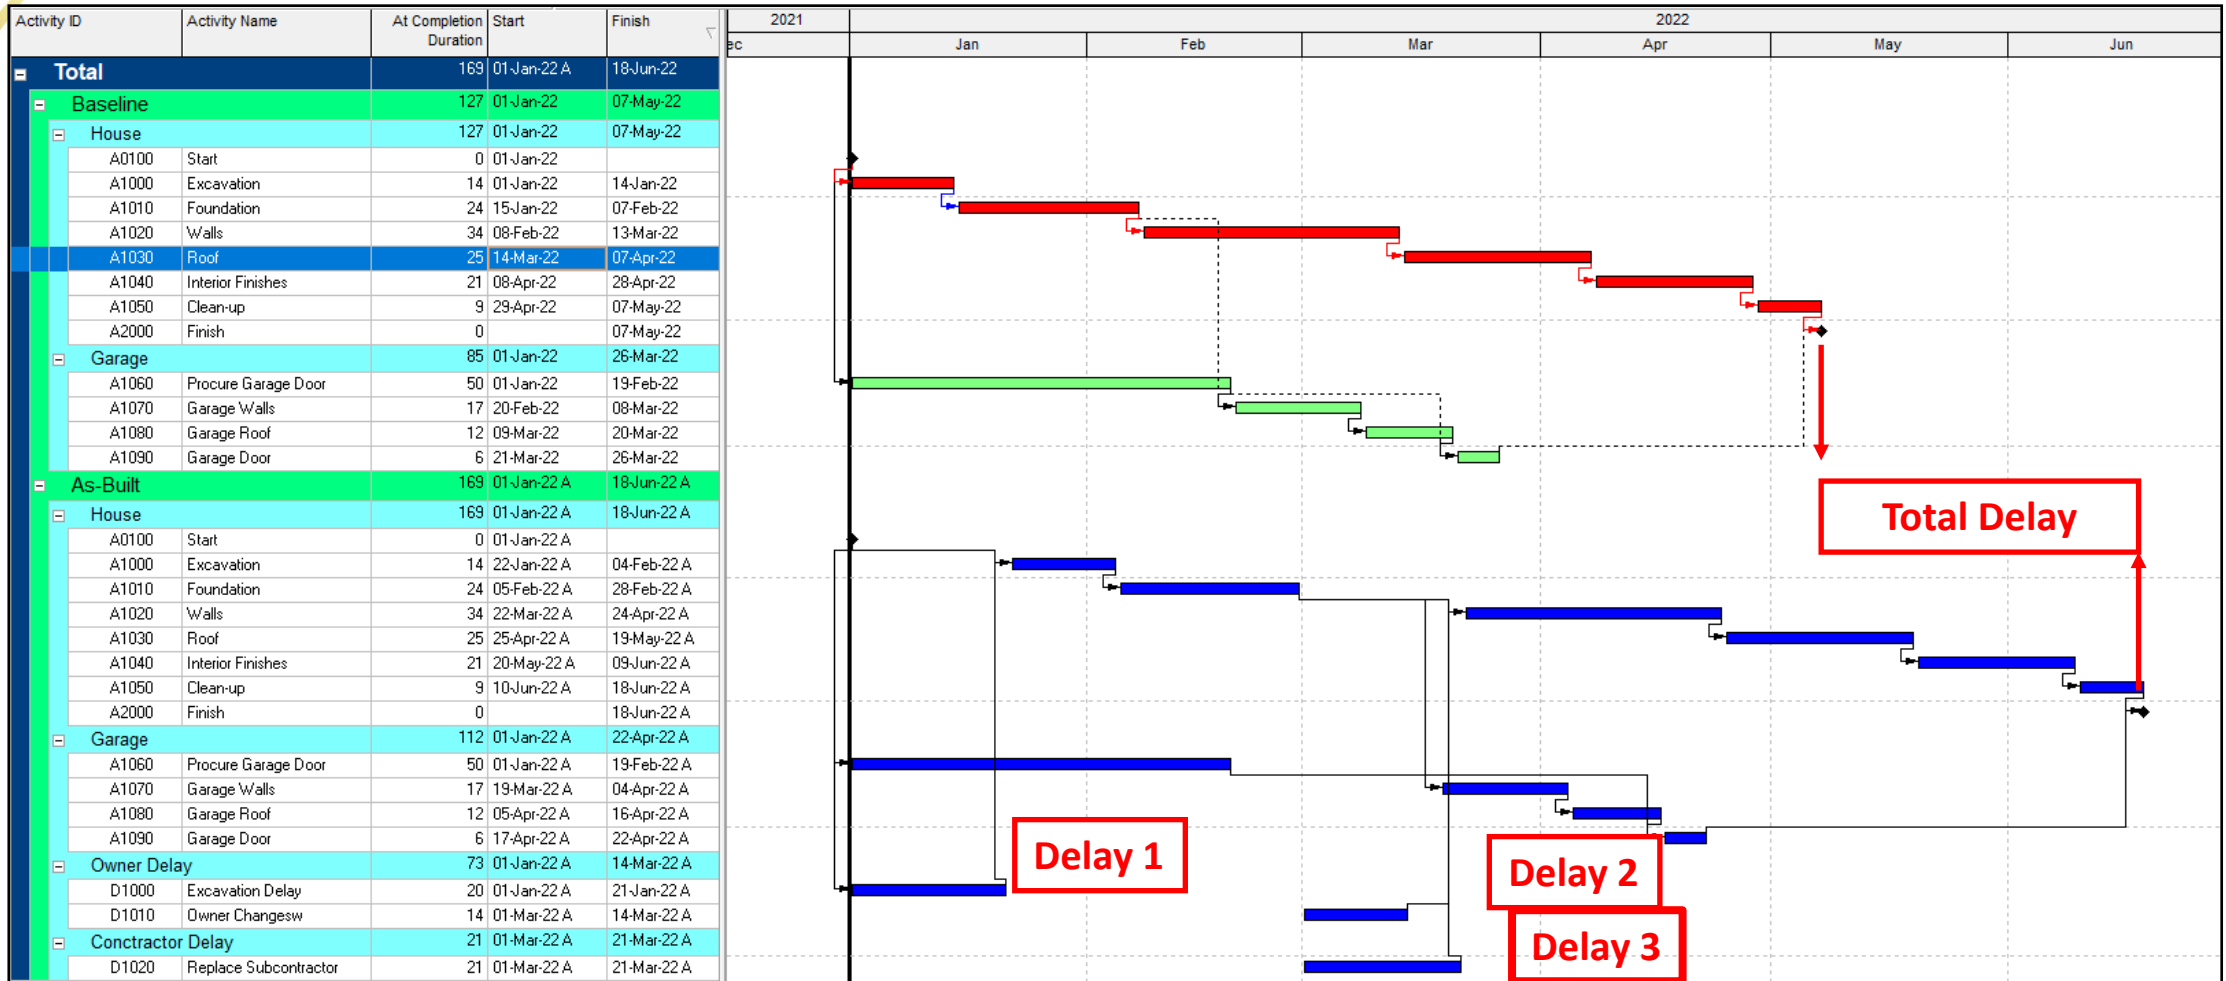 Activity ID Activity Name At Completion Duration Start Finish 2021 2022
ec Jan Feb Mar Apr May Jun
Total 169 01-Jan-22 A 18-Jun-22
Baseline 127 01-Jan-22 07-May-22
House 127 01-Jan-22 07-May-22
A0100 Start 0 01-Jan-22
A1000 Excavation 14 01-Jan-22 14-Jan-22
A1010 Foundation 24 15-Jan-22 07-Feb-22
A1020 Walls 34 08-Feb-22 13-Mar-22
A1030 Roof 25 14-Mar-22 07-Apr-22
A1040 Interior Finishes 21 08-Apr-22 28-Apr-22
A1050 Clean-up 9 29-Apr-22 07-May-22
A2000 Finish 0 07-May-22
Garage 85 01-Jan-22 26-Mar-22
A1060 Procure Garage Door 50 01-Jan-22 19-Feb-22
A1070 Garage Walls 17 20-Feb-22 08-Mar-22
A1080 Garage Roof 12 09-Mar-22 20-Mar-22
A1090 Garage Door 6 21-Mar-22 26-Mar-22
As-Built 169 01-Jan-22 A 18-Jun-22 A
House 169 01-Jan-22 A 18-Jun-22 A
Total Delay
A0100 Start 0 01-Jan-22 A
A1000 Excavation 14 22-Jan-22 A 04-Feb-22 A
A1010 Foundation 24 05-Feb-22 A 28-Feb-22 A
A1020 Walls 34 22-Mar-22 A 24-Apr-22 A
A1030 Roof 25 25-Apr-22 A 19-May-22 A
A1040 Interior Finishes 21 20-May-22 A 09-Jun-22 A
A1050 Clean-up 9 10-Jun-22 A 18-Jun-22 A
A2000 Finish 0 18-Jun-22 A
Garage 112 01-Jan-22 A 22-Apr-22 A
A1060 Procure Garage Door 50 01-Jan-22 A 19-Feb-22 A
A1070 Garage Walls 17 19-Mar-22 A 04-Apr-22 A
A1080 Garage Roof 12 05-Apr-22 A 16-Apr-22 A
A1090 Garage Door 6 17-Apr-22 A 22-Apr-22 A
Delay 1
Owner Delay 73 01-Jan-22 A 14-Mar-22 A
Delay 2
D1000 Excavation Delay 20 01-Jan-22 A 21-Jan-22 A
D1010 Owner Changesw 14 01-Mar-22 A 14-Mar-22 A
Conctractor Delay 21 01-Mar-22 A 21-Mar-22 A
Delay 3
D1020 Replace Subcontractor 21 01-Mar-22 A 21-Mar-22 A